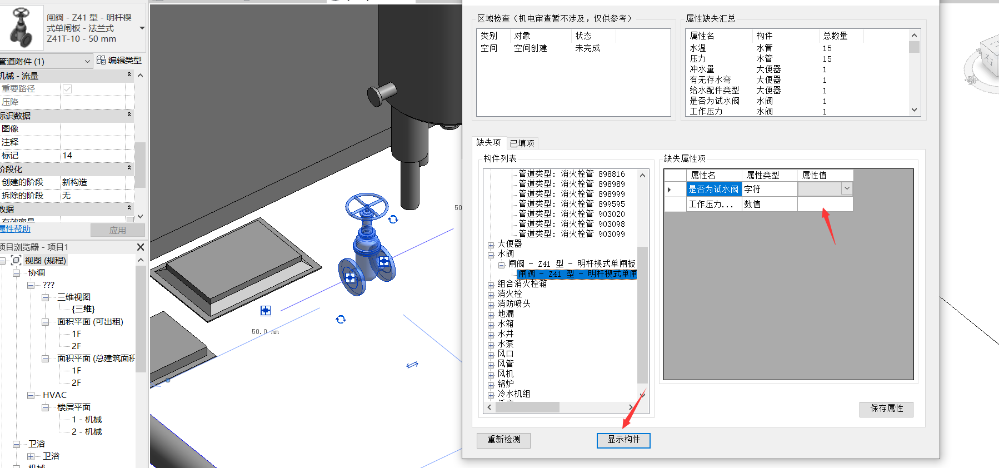 闸阀 - Z41 型 - 明杆楔
式单闸板 - 法兰式
Z41T-10 - 50 mm
管道附件 (1)
编辑类型
机械 - 流量
重要路径
压降
标识数据
图像
注释
标记 14
阶段化
创建的阶段 新构造
拆除的阶段 无
数据
属性帮助
应用
项目浏览器 - 项目1
视图 (规程)
协调
???
三维视图
{三维}
面积平面 (可出租)
1F
2F
面积平面 (总建筑面积
1F
2F
HVAC
楼层平面
1 - 机械
2 - 机械
卫浴
卫浴
机械
50.0 mm
50
区域检查（机电审查暂不涉及，仅供参考）
类别 对象 状态
空间 空间创建 未完成
属性缺失汇总
属性名 构件 总数量
水温 水管 15
压力 水管 15
冲水量 大便器 1
有无存水弯 大便器 1
给水配件类型 大便器 1
是否为试水阀 水阀 1
工作压力 水阀 1
缺失项 已填项
构件列表
管道类型: 消火栓管 898816
管道类型: 消火栓管 898989
管道类型: 消火栓管 898999
管道类型: 消火栓管 899595
管道类型: 消火栓管 903020
管道类型: 消火栓管 903098
管道类型: 消火栓管 903099
大便器
水阀
闸阀 - Z41 型 - 明杆楔式单闸板
闸阀 - Z41 型 - 明杆楔式单闸
组合消火栓箱
消火栓
消防喷头
地漏
水箱
水井
水泵
风口
风管
风机
锅炉
冷水机组
缺失属性项
属性名 属性类型 属性值
是否为试水阀 字符
工作压力... 数值
保存属性
重新检测
显示构件